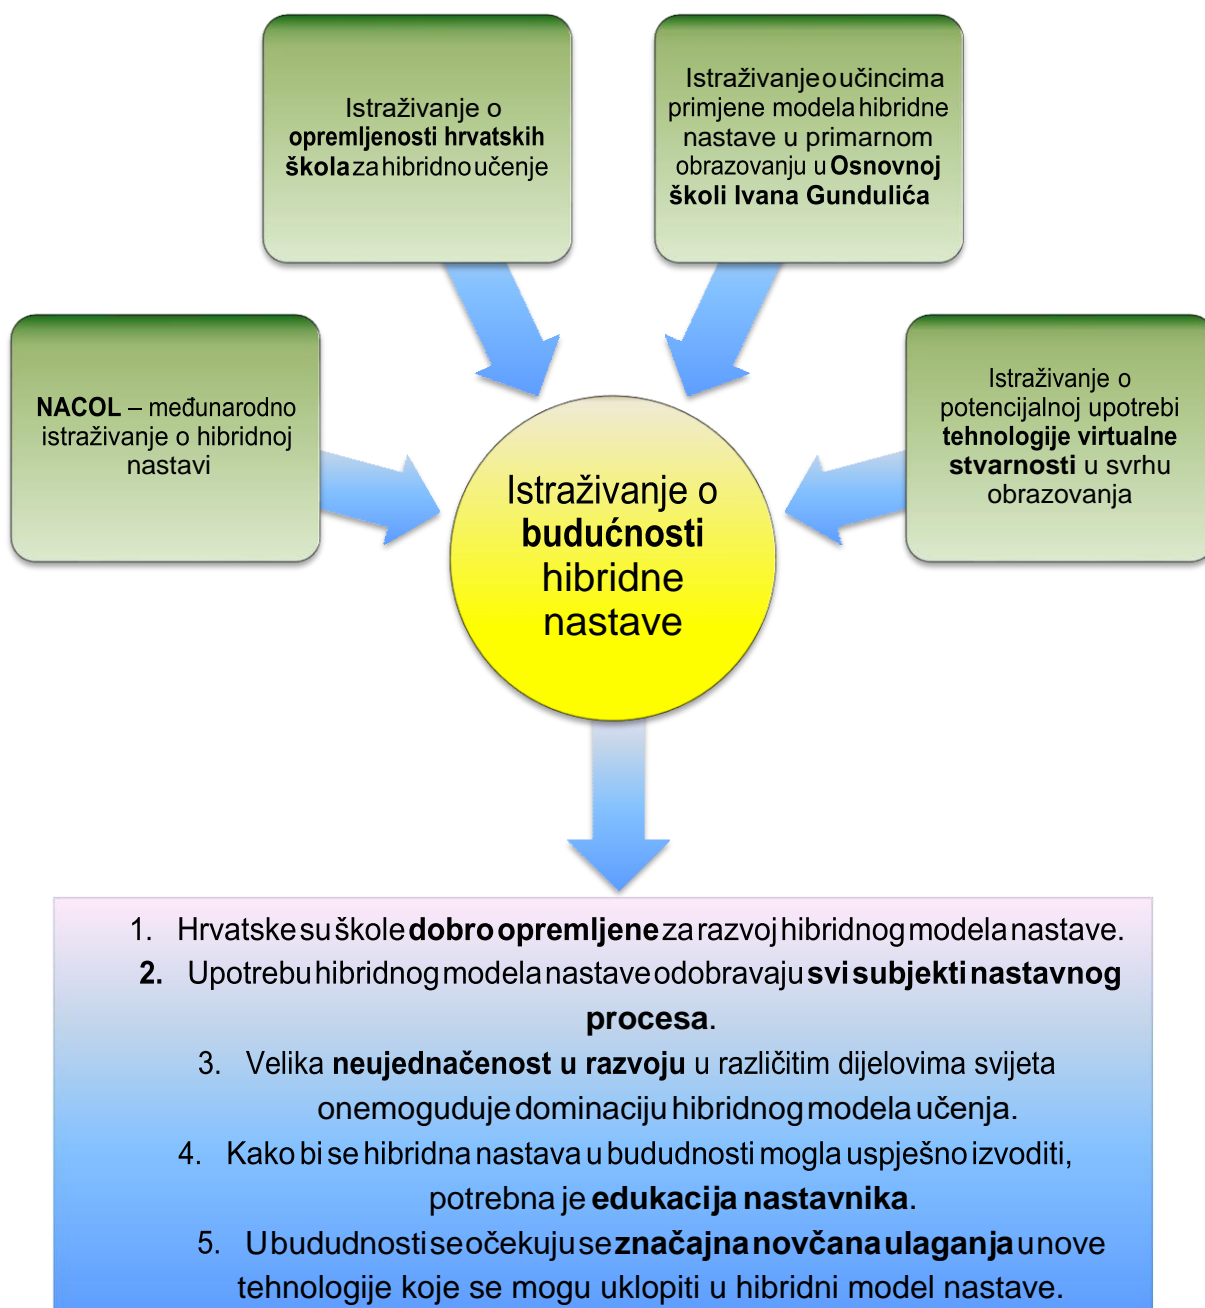 Istraživanje o
opremljenosti hrvatskih
škola za hibridno učenje
Istraživanje o učincima
primjene modela hibridne
nastave u primarnom
obrazovanju u Osnovnoj
školi Ivana Gundulića
NACOL – međunarodno
istraživanje o hibridnoj
nastavi
Istraživanje o
potencijalnoj upotrebi
tehnologije virtualne
stvarnosti u svrhu
obrazovanja
Istraživanje o
budućnosti
hibridne
nastave
1. Hrvatske su škole dobro opremljene za razvoj hibridnog modela nastave.
2. Upotrebu hibridnog modela nastave odobravaju svi subjekti nastavnog
procesa.
3. Velika neujednačenost u razvoju u različitim dijelovima svijeta
onemoguduje dominaciju hibridnog modela učenja.
4. Kako bi se hibridna nastava u bududnosti mogla uspješno izvoditi,
potrebna je edukacija nastavnika.
5. U bududnosti se očekuju se značajna novčana ulaganja u nove
tehnologije koje se mogu uklopiti u hibridni model nastave.